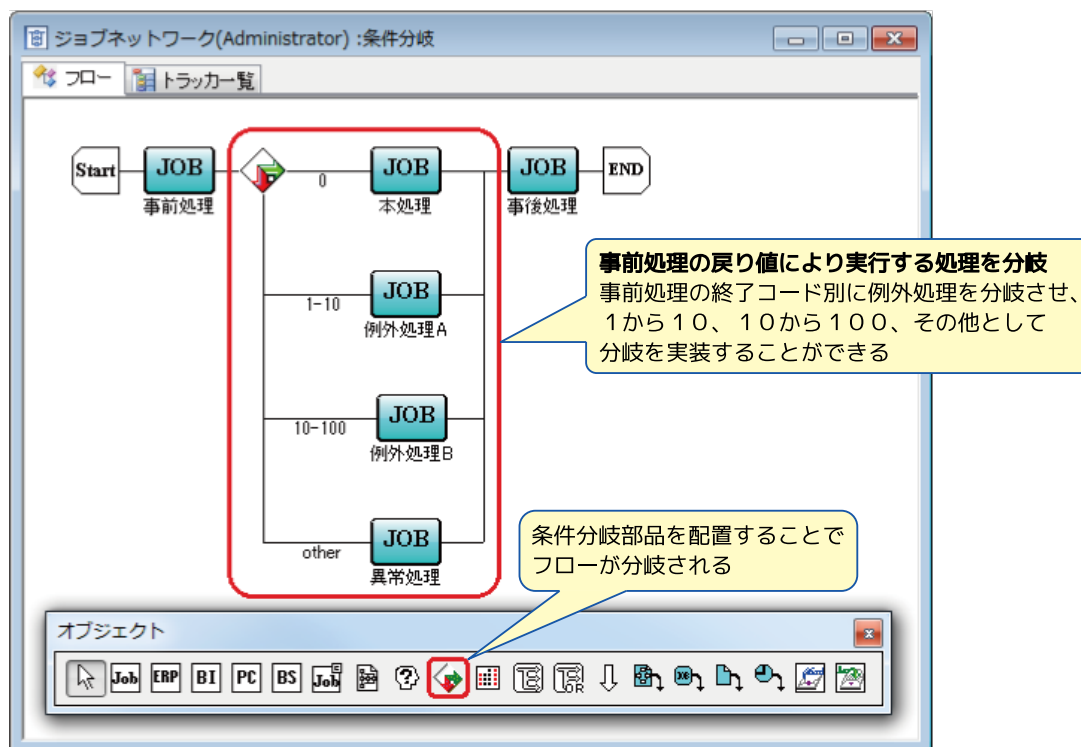 ジョブネットワーク(Administrator) :条件分岐
フロー
トラッカ一覧
Start
JOB
事前処理
0
JOB
本処理
JOB
事後処理
END
1-10
JOB
例外処理A
10-100
JOB
例外処理B
other
JOB
異常処理
事前処理の戻り値により実行する処理を分岐
事前処理の終了コード別に例外処理を分岐させ、
1から10、10から100、その他として
分岐を実装することができる
条件分岐部品を配置することで
フローが分岐される
オブジェクト
Job ERP BI PC BS Job OR